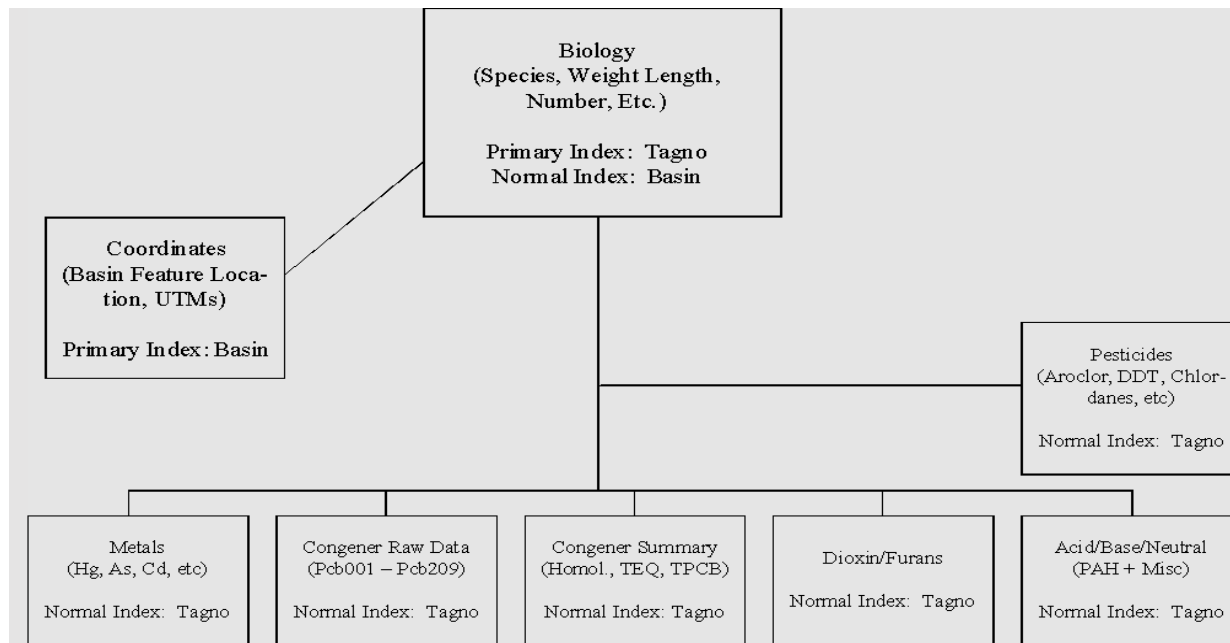 Biology
(Species, Weight Length,
Number, Etc.)
Primary Index: Tagno
Normal Index: Basin
Coordinates
(Basin Feature Loca-
tion, UTMs)
Primary Index: Basin
Pesticides
(Aroclor, DDT, Chlor-
danes, etc)
Normal Index: Tagno
Metals
(Hg, As, Cd, etc)
Normal Index: Tagno
Congener Raw Data
(Pcb001 – Pcb209)
Normal Index: Tagno
Congener Summary
(Homol., TEQ, TPCB)
Normal Index: Tagno
Dioxin/Furans
Normal Index: Tagno
Acid/Base/Neutral
(PAH + Misc)
Normal Index: Tagno